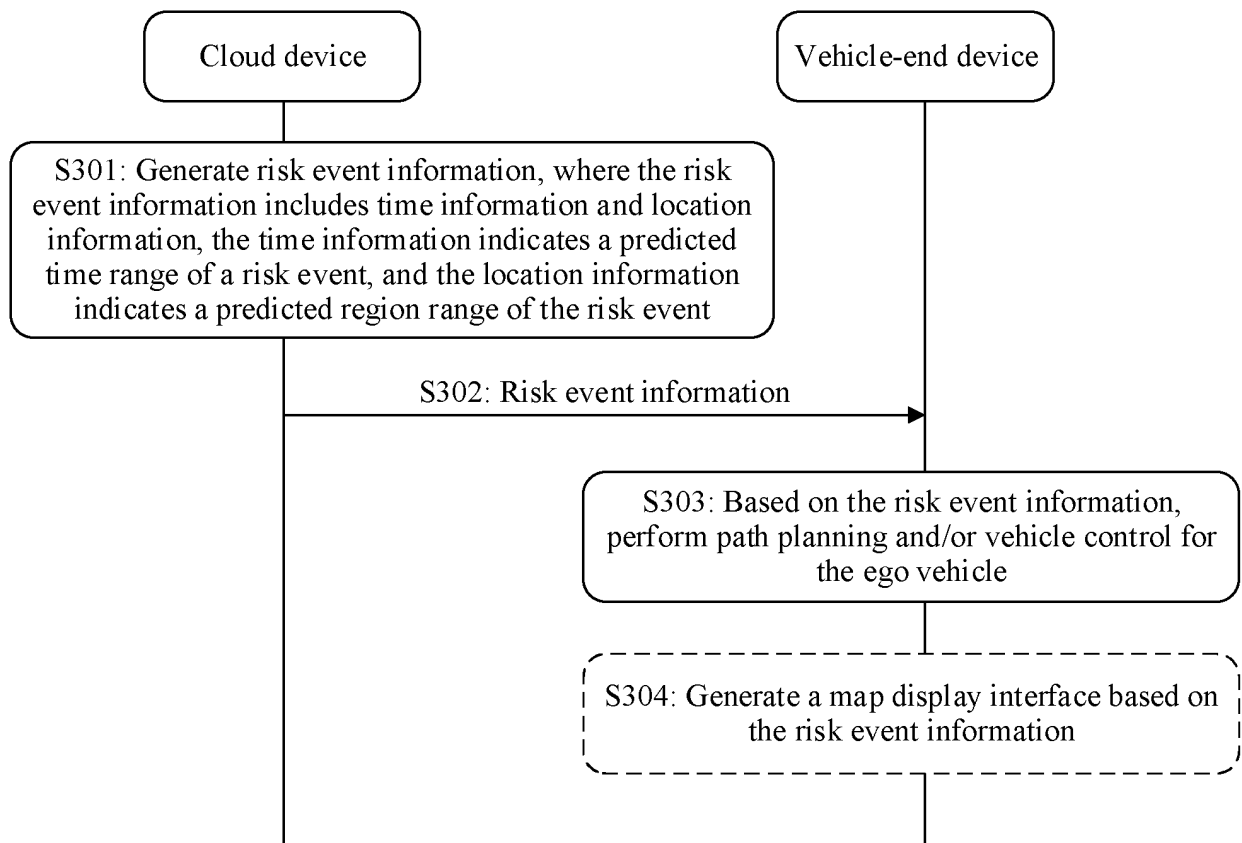 Cloud device
Vehicle-end device
S301: Generate risk event information, where the risk
event information includes time information and location
information, the time information indicates a predicted
time range of a risk event, and the location information
indicates a predicted region range of the risk event
S302: Risk event information
S303: Based on the risk event information,
perform path planning and/or vehicle control for
the ego vehicle
S304: Generate a map display interface based on
the risk event information